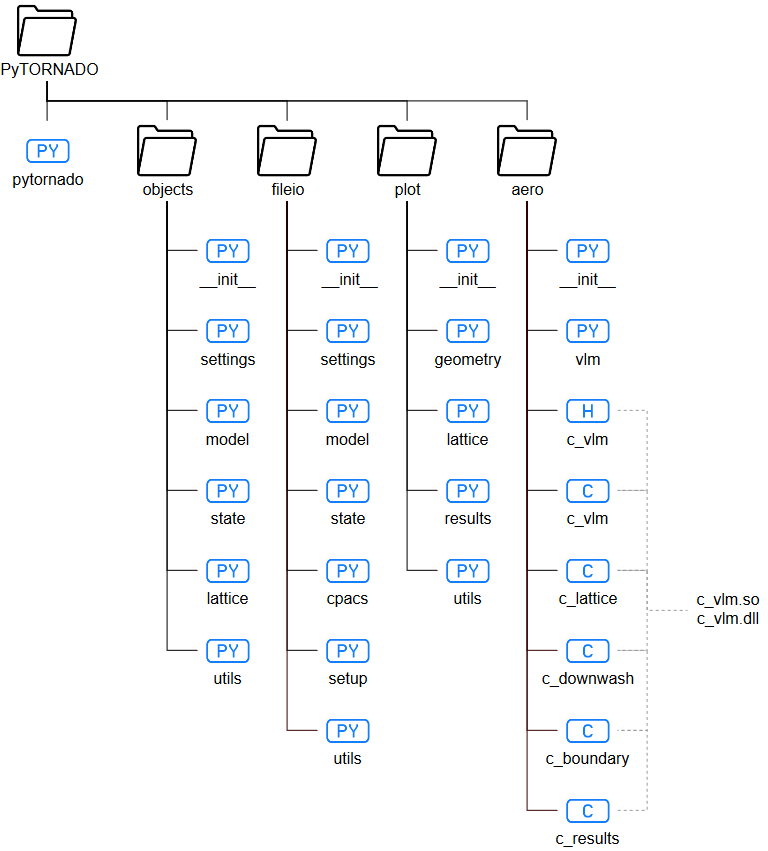 PyTORNADO
PY
pytornado
objects
fileio
plot
aero
PY
__init__
PY
__init__
PY
__init__
PY
__init__
PY
settings
PY
settings
PY
geometry
PY
vlm
PY
model
PY
model
PY
lattice
H
c_vlm
PY
state
PY
state
PY
results
C
c_vlm
PY
lattice
PY
cpacs
PY
utils
C
c_lattice
c_vlm.so
c_vlm.dll
PY
utils
PY
setup
C
c_downwash
PY
utils
C
c_boundary
C
c_results